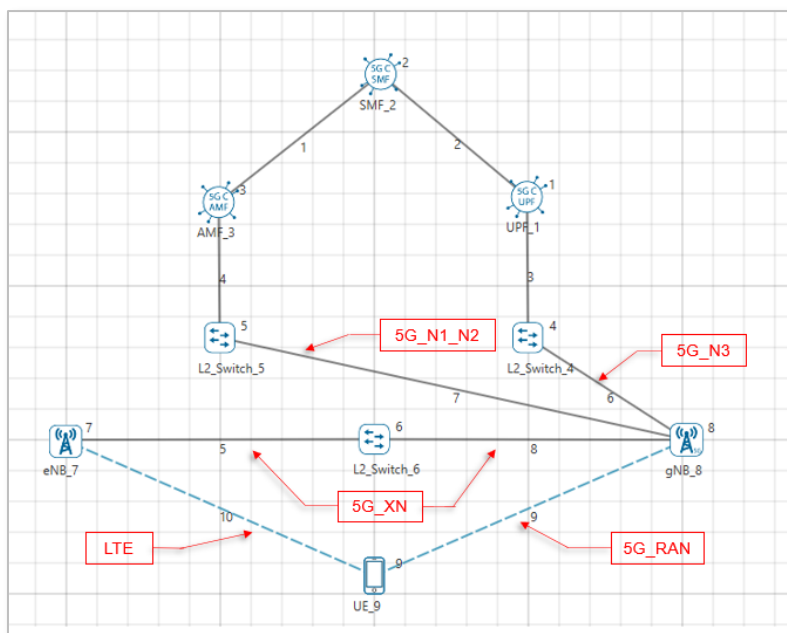 5G C
SMF
2
SMF_2
1
2
5G C
AMF
3
AMF_3
5G C
UPF
1
UPF_1
4
3
5
L2_Switch_5
5G_N1_N2
4
L2_Switch_4
5G_N3
7
6
7
eNB_7
5
6
L2_Switch_6
8
8
5G
gNB_8
5G_XN
10
9
LTE
5G_RAN
9
UE_9